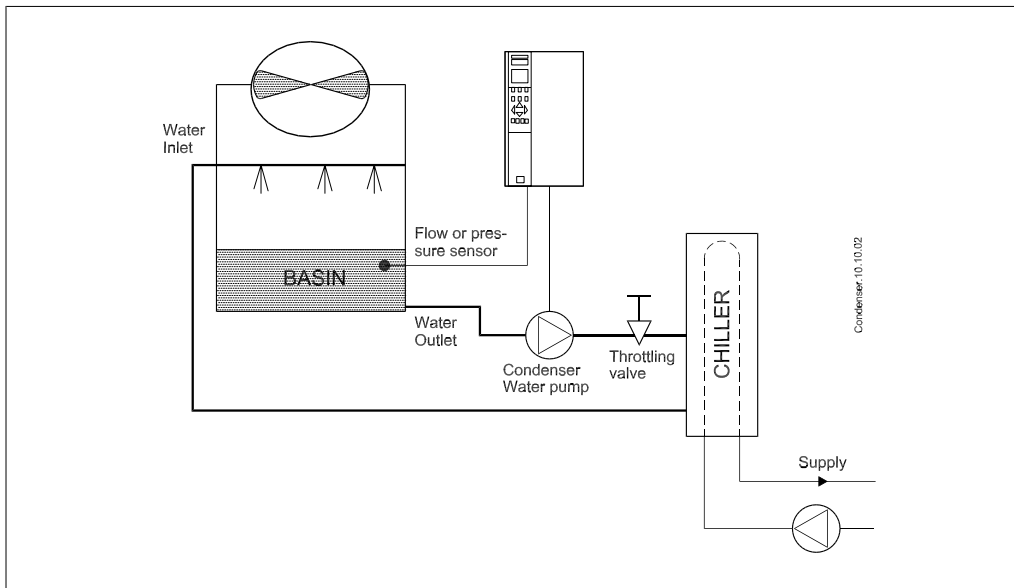 Water
Inlet
Flow or pres-
sure sensor
BASIN
Water
Outlet
Condenser
Water pump
Throttling
valve
CHILLER
Supply
Condenser.10.10.02